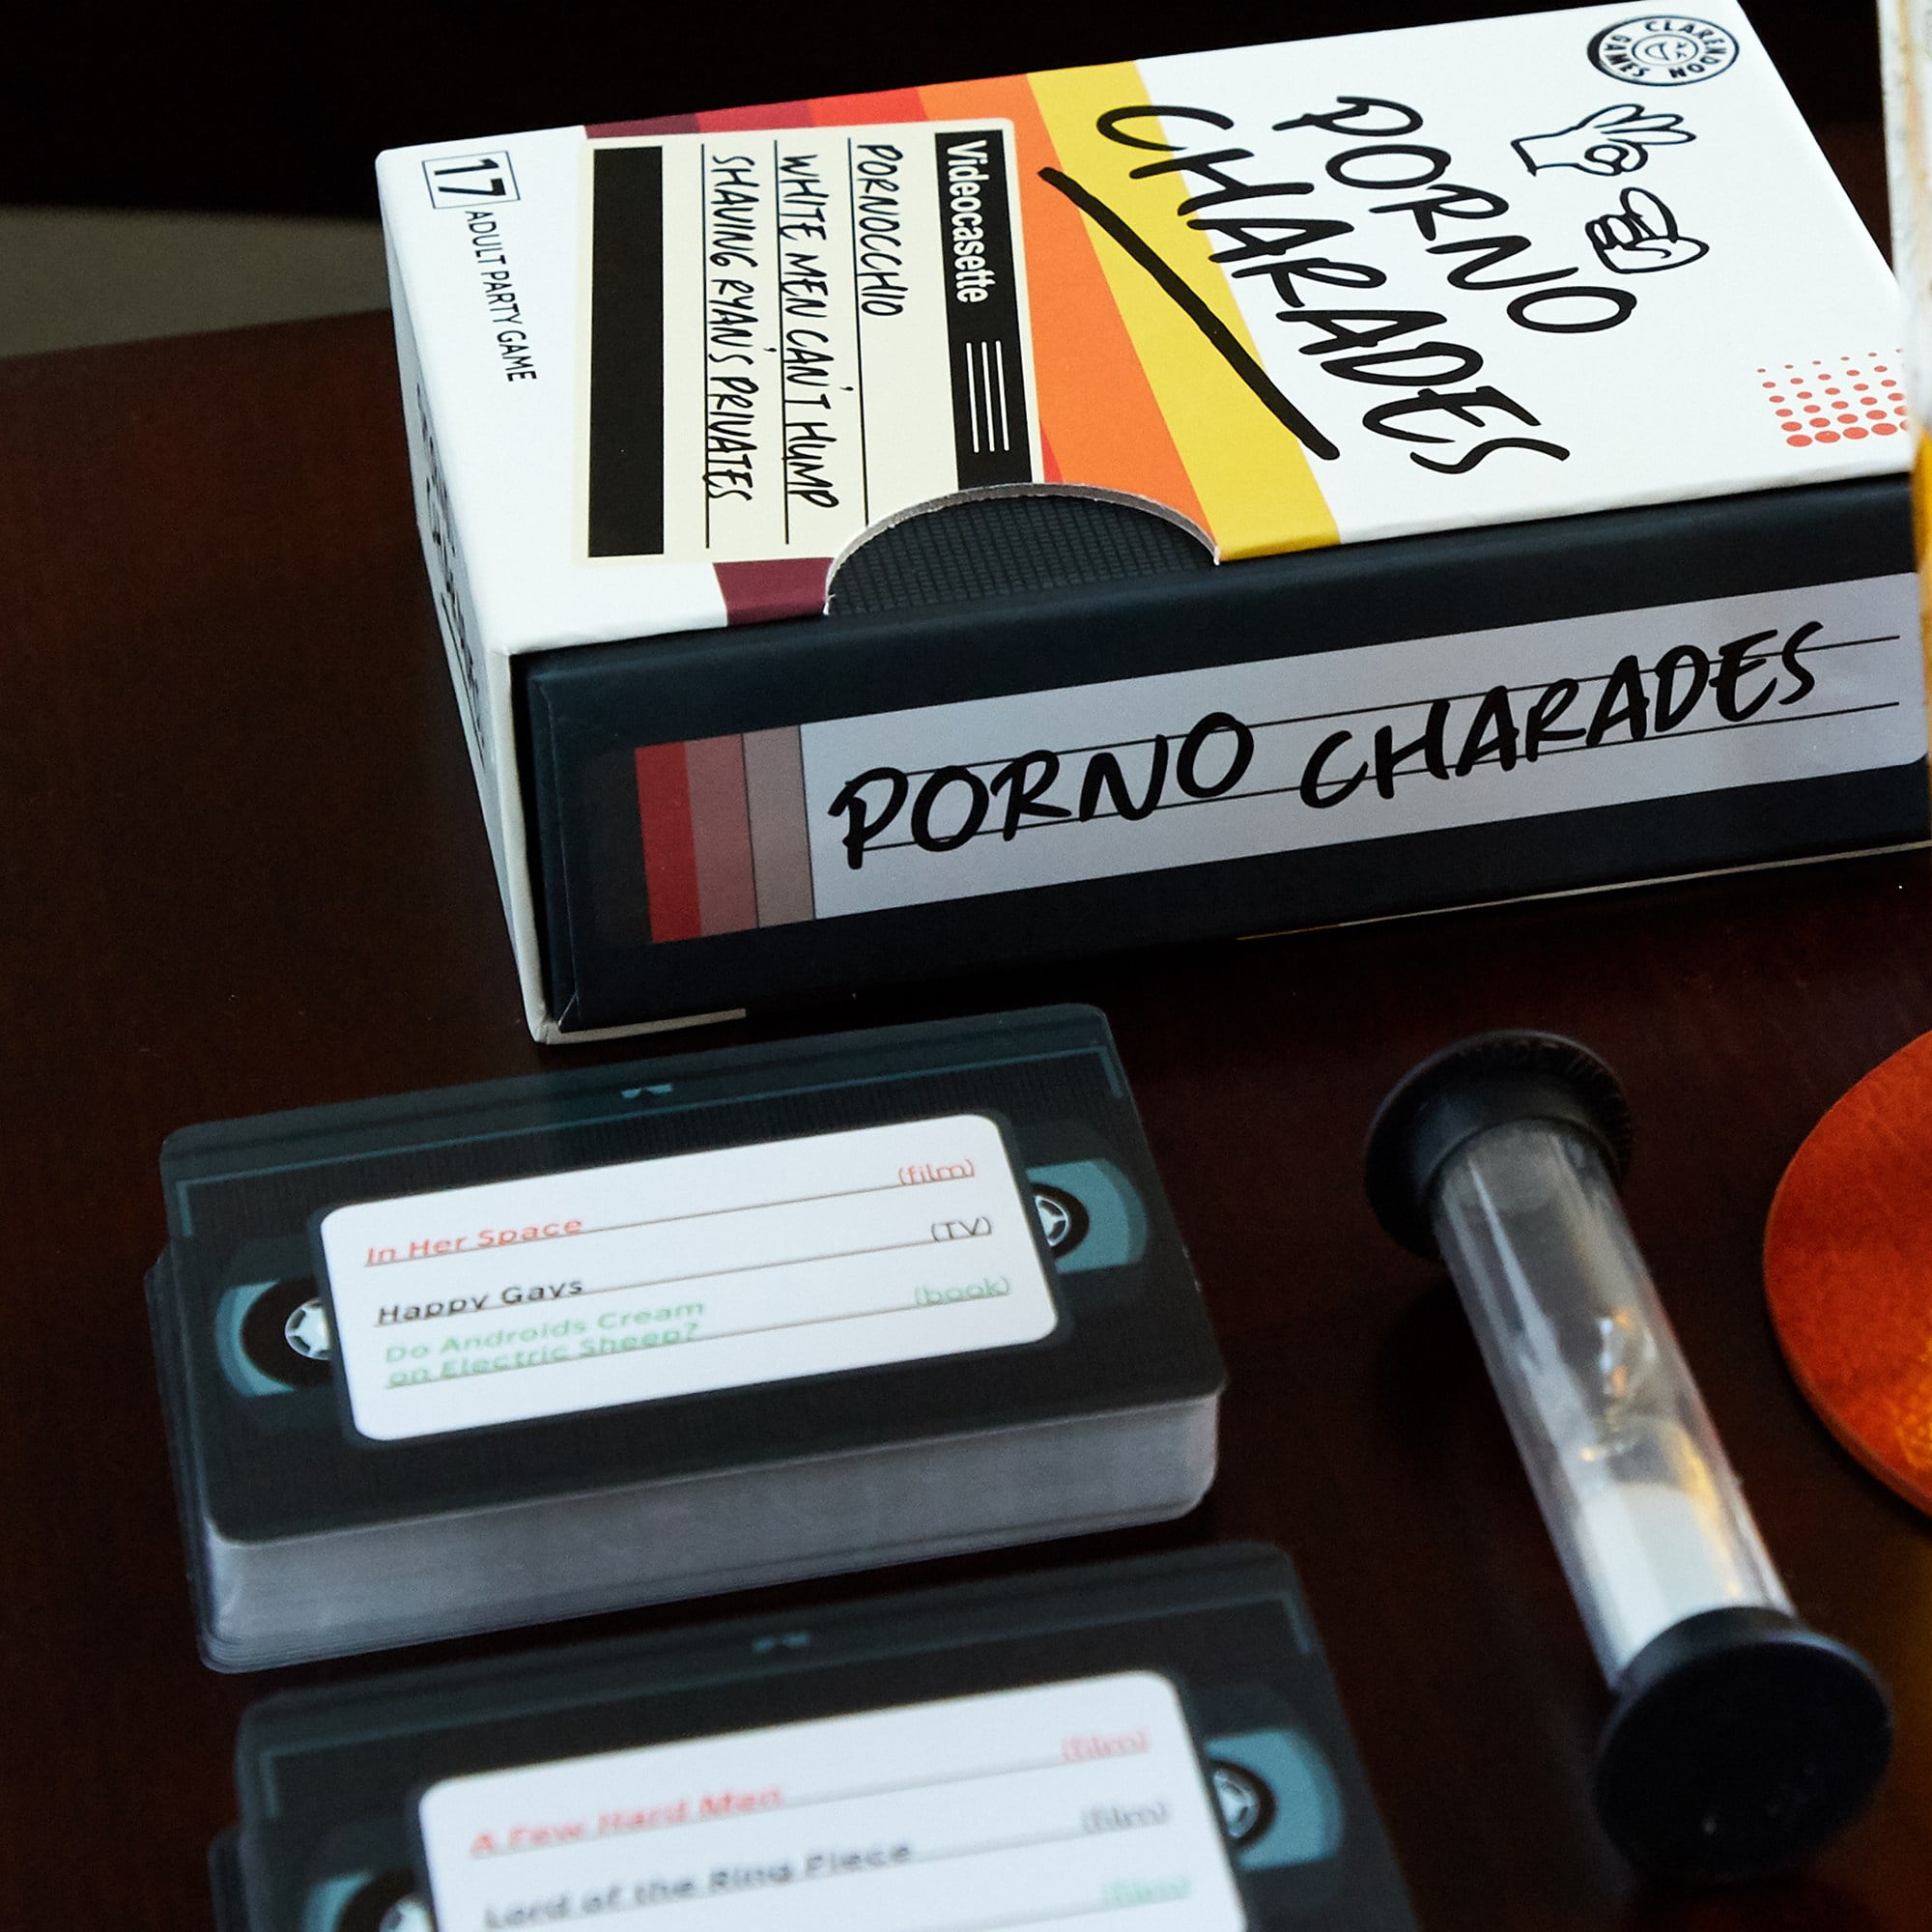 CLARENDON GAMES
PORNO
CHARADES
Videocasette
PORNOCCHIO
WHITE MEN CAN'T HUMP
SHAVING RYAN'S PRIVATES
17
ADULT PARTY GAME
PORNO CHARADES
In Her Space (film)
Happy Gays (TV)
Do Androids Cream
on Electric Sheep? (book)
A Few Hard Men (film)
Lord of the Ring Piece (film)
(film)